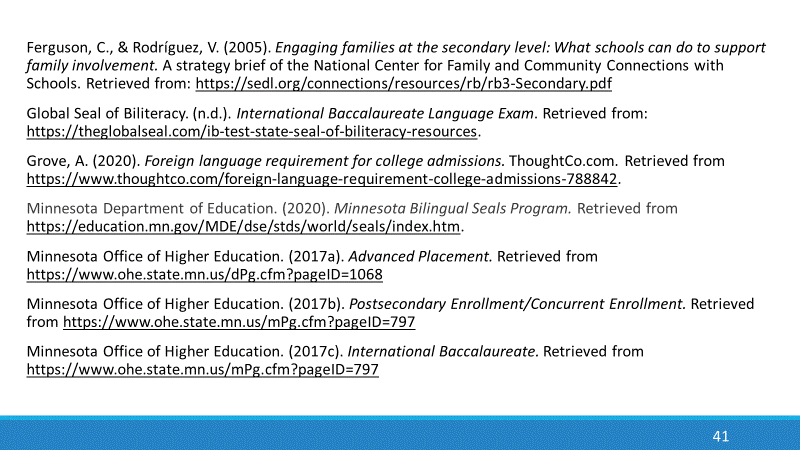 Ferguson, C., & Rodríguez, V. (2005). Engaging families at the secondary level: What schools can do to support
family involvement. A strategy brief of the National Center for Family and Community Connections with
Schools. Retrieved from: https://sedl.org/connections/resources/rb/rb3-Secondary.pdf
Global Seal of Biliteracy. (n.d.). International Baccalaureate Language Exam. Retrieved from:
https://theglobalseal.com/ib-test-state-seal-of-biliteracy-resources.
Grove, A. (2020). Foreign language requirement for college admissions. ThoughtCo.com. Retrieved from
https://www.thoughtco.com/foreign-language-requirement-college-admissions-788842.
Minnesota Department of Education. (2020). Minnesota Bilingual Seals Program. Retrieved from
https://education.mn.gov/MDE/dse/stds/world/seals/index.htm.
Minnesota Office of Higher Education. (2017a). Advanced Placement. Retrieved from
https://www.ohe.state.mn.us/dPg.cfm?pageID=1068
Minnesota Office of Higher Education. (2017b). Postsecondary Enrollment/Concurrent Enrollment. Retrieved
from https://www.ohe.state.mn.us/mPg.cfm?pageID=797
Minnesota Office of Higher Education. (2017c). International Baccalaureate. Retrieved from
https://www.ohe.state.mn.us/mPg.cfm?pageID=797
41